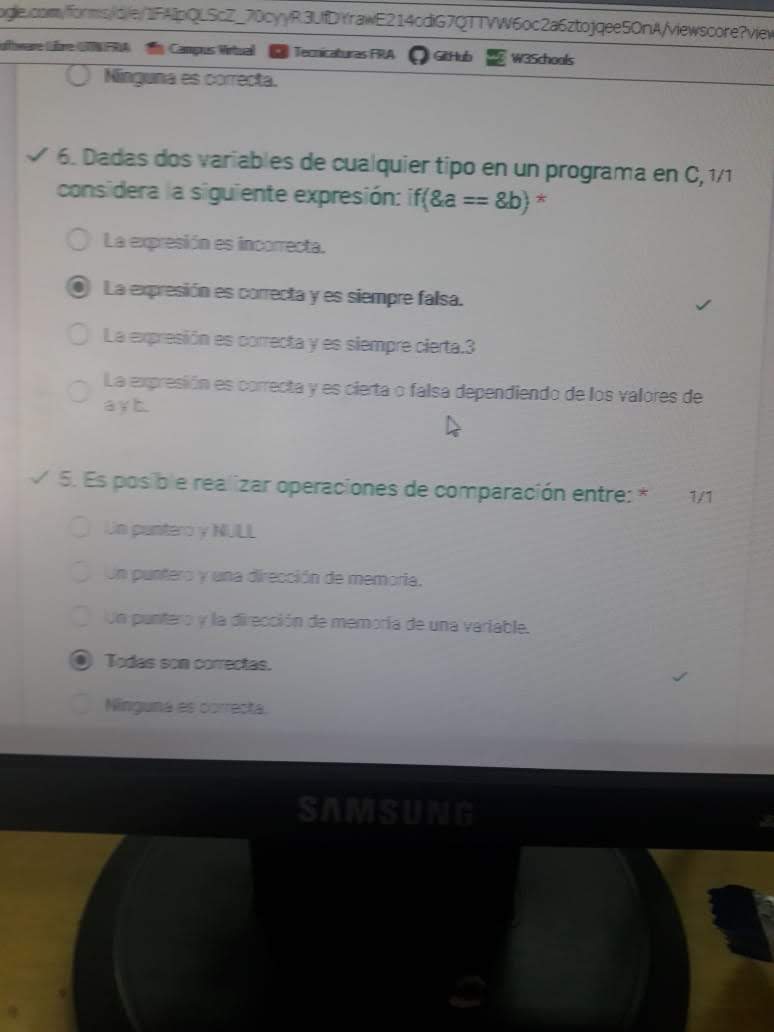 ogle.com/forms/d/e/1FAIpQLScZ_70cyyR3UfDYrawE214cdiG7QTTVW6oc2a6ztojqee5OnA/viewscore?view
oftware Libre UTN FRA Campus Virtual Tecnicaturas FRA GitHub W3Schools
Ninguna es correcta.
6. Dadas dos variables de cualquier tipo en un programa en C, 1/1
considera la siguiente expresión: if(&a == &b) *
La expresión es incorrecta.
La expresión es correcta y es siempre falsa.
La expresión es correcta y es siempre cierta.3
La expresión es correcta y es cierta o falsa dependiendo de los valores de
a y b.
5. Es posible realizar operaciones de comparación entre: * 1/1
Un puntero y NULL
Un puntero y una dirección de memoria.
Un puntero y la dirección de memoria de una variable.
Todas son correctas.
Ninguna es correcta.
SAMSUNG